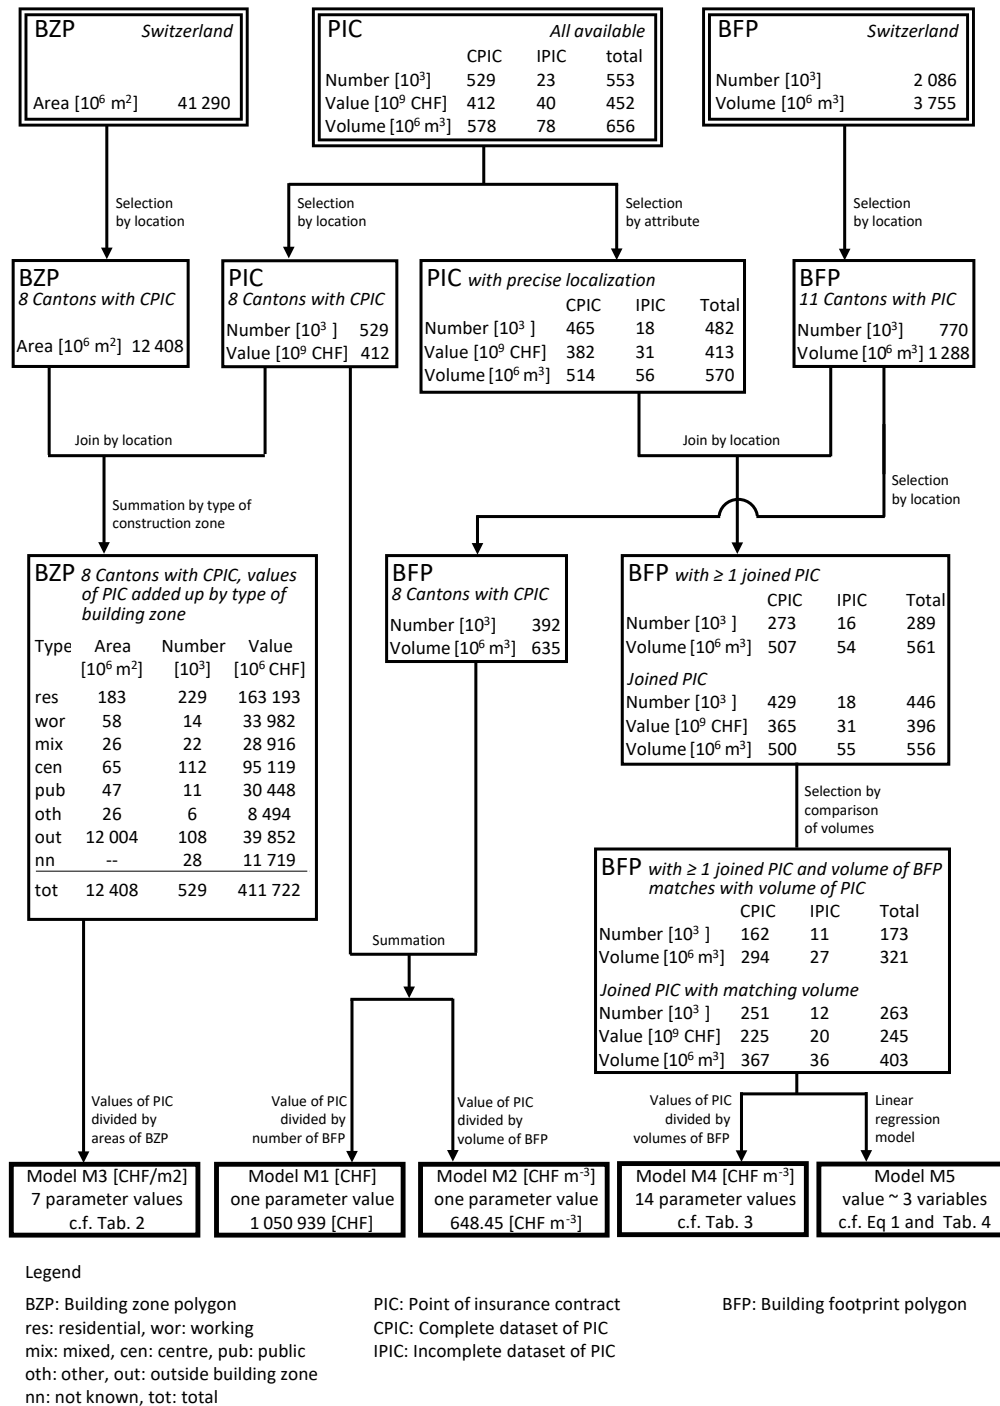 BZP Switzerland
Area [10⁶ m²] 41 290
PIC All available
CPIC IPIC total
Number [10³] 529 23 553
Value [10⁹ CHF] 412 40 452
Volume [10⁶ m³] 578 78 656
BFP Switzerland
Number [10³] 2 086
Volume [10⁶ m³] 3 755
Selection
by location
Selection
by location
Selection
by attribute
Selection
by location
BZP
8 Cantons with CPIC
Area [10⁶ m²] 12 408
PIC
8 Cantons with CPIC
Number [10³ ] 529
Value [10⁹ CHF] 412
PIC with precise localization
CPIC IPIC Total
Number [10³ ] 465 18 482
Value [10⁹ CHF] 382 31 413
Volume [10⁶ m³] 514 56 570
BFP
11 Cantons with PIC
Number [10³] 770
Volume [10⁶ m³] 1 288
Join by location
Join by location
Summation by type of
construction zone
Selection
by location
BZP 8 Cantons with CPIC, values
of PIC added up by type of
building zone
Type Area Number Value
[10⁶ m²] [10³] [10⁶ CHF]
res 183 229 163 193
wor 58 14 33 982
mix 26 22 28 916
cen 65 112 95 119
pub 47 11 30 448
oth 26 6 8 494
out 12 004 108 39 852
nn -- 28 11 719
tot 12 408 529 411 722
BFP
8 Cantons with CPIC
Number [10³] 392
Volume [10⁶ m³] 635
BFP with ≥ 1 joined PIC
CPIC IPIC Total
Number [10³ ] 273 16 289
Volume [10⁶ m³] 507 54 561
Joined PIC
Number [10³ ] 429 18 446
Value [10⁹ CHF] 365 31 396
Volume [10⁶ m³] 500 55 556
Selection by
comparison
of volumes
BFP with ≥ 1 joined PIC and volume of BFP
matches with volume of PIC
CPIC IPIC Total
Number [10³ ] 162 11 173
Volume [10⁶ m³] 294 27 321
Joined PIC with matching volume
Number [10³ ] 251 12 263
Value [10⁹ CHF] 225 20 245
Volume [10⁶ m³] 367 36 403
Summation
Values of PIC
divided by
areas of BZP
Value of PIC
divided by
number of BFP
Value of PIC
divided by
volume of BFP
Values of PIC
divided by
volumes of BFP
Linear
regression
model
Model M3 [CHF/m2]
7 parameter values
c.f. Tab. 2
Model M1 [CHF]
one parameter value
1 050 939 [CHF]
Model M2 [CHF m⁻³]
one parameter value
648.45 [CHF m⁻³]
Model M4 [CHF m⁻³]
14 parameter values
c.f. Tab. 3
Model M5
value ~ 3 variables
c.f. Eq 1 and Tab. 4
Legend
BZP: Building zone polygon
res: residential, wor: working
mix: mixed, cen: centre, pub: public
oth: other, out: outside building zone
nn: not known, tot: total
PIC: Point of insurance contract
CPIC: Complete dataset of PIC
IPIC: Incomplete dataset of PIC
BFP: Building footprint polygon